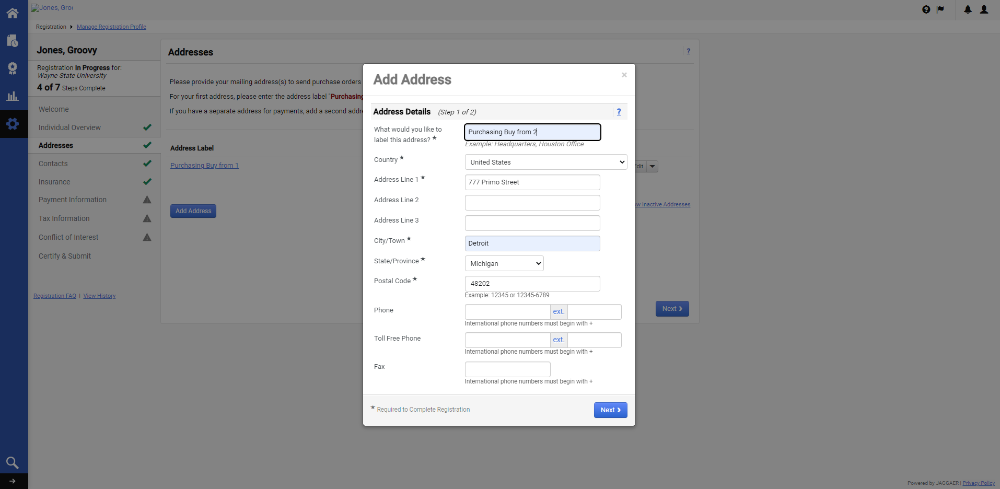 Jones, Groo
Registration Manage Registration Profile
Jones, Groovy
Registration In Progress for:
Wayne State University
4 of 7 Steps Complete
Welcome
Individual Overview
Addresses
Contacts
Insurance
Payment Information
Tax Information
Conflict of Interest
Certify & Submit
Registration FAQ | View History
Addresses
?
Please provide your mailing address(s) to send purchase orders
For your first address, please enter the address label "Purchasing
If you have a separate address for payments, add a second addre
Address Label
Purchasing Buy from 1
Edit
Add Address
w Inactive Addresses
Next ❯
Add Address
×
Address Details (Step 1 of 2)
?
What would you like to
label this address? ★
Purchasing Buy from 2
Example: Headquarters, Houston Office
Country ★
United States
Address Line 1 ★
777 Primo Street
Address Line 2
Address Line 3
City/Town ★
Detroit
State/Province ★
Michigan
Postal Code ★
48202
Example: 12345 or 12345-6789
Phone
ext.
International phone numbers must begin with +
Toll Free Phone
ext.
International phone numbers must begin with +
Fax
International phone numbers must begin with +
★ Required to Complete Registration
Next ❯
Powered by JAGGAER | Privacy Policy